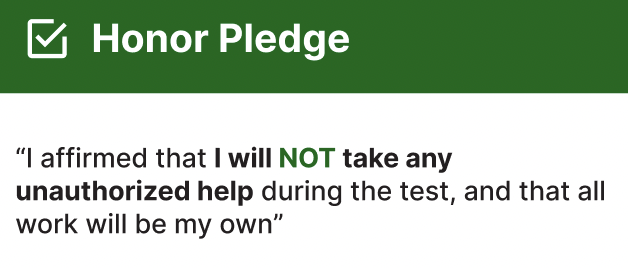 Honor Pledge
“I affirmed that I will NOT take any
unauthorized help during the test, and that all
work will be my own”